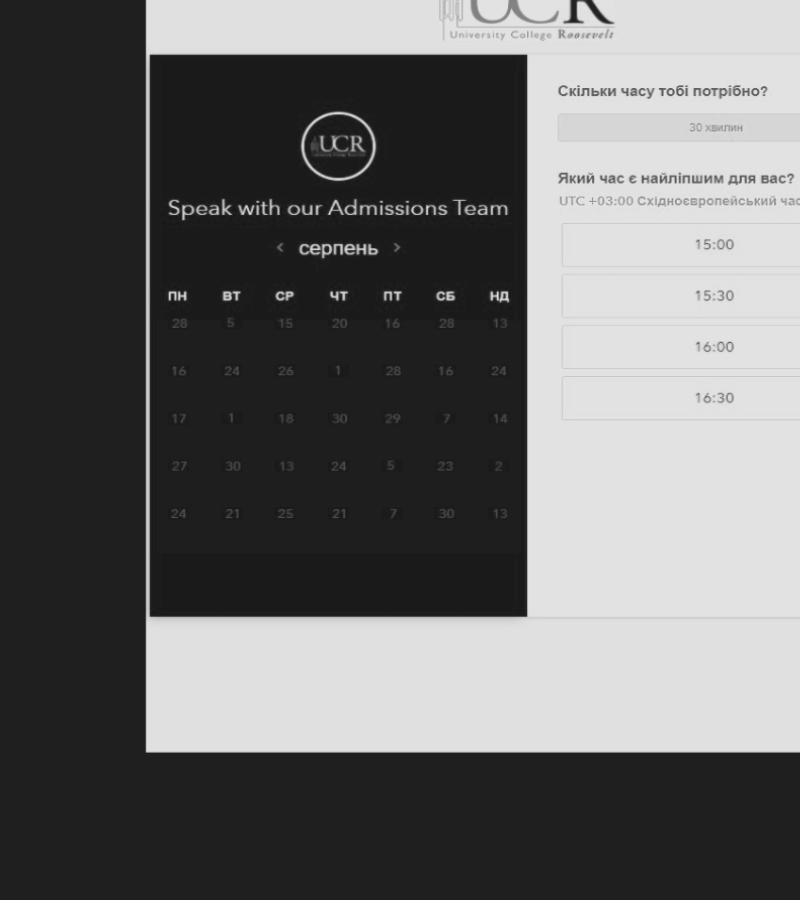 UCR
University College Roosevelt
UCR
Speak with our Admissions Team
< серпень >
ПН ВТ СР ЧТ ПТ СБ НД
28 5 15 20 16 28 13
16 24 26 1 28 16 24
17 1 18 30 29 7 14
27 30 13 24 5 23 2
24 21 25 21 7 30 13
Скільки часу тобі потрібно?
30 хвилин
Який час є найліпшим для вас?
UTC +03:00 Східноєвропейський час
15:00
15:30
16:00
16:30